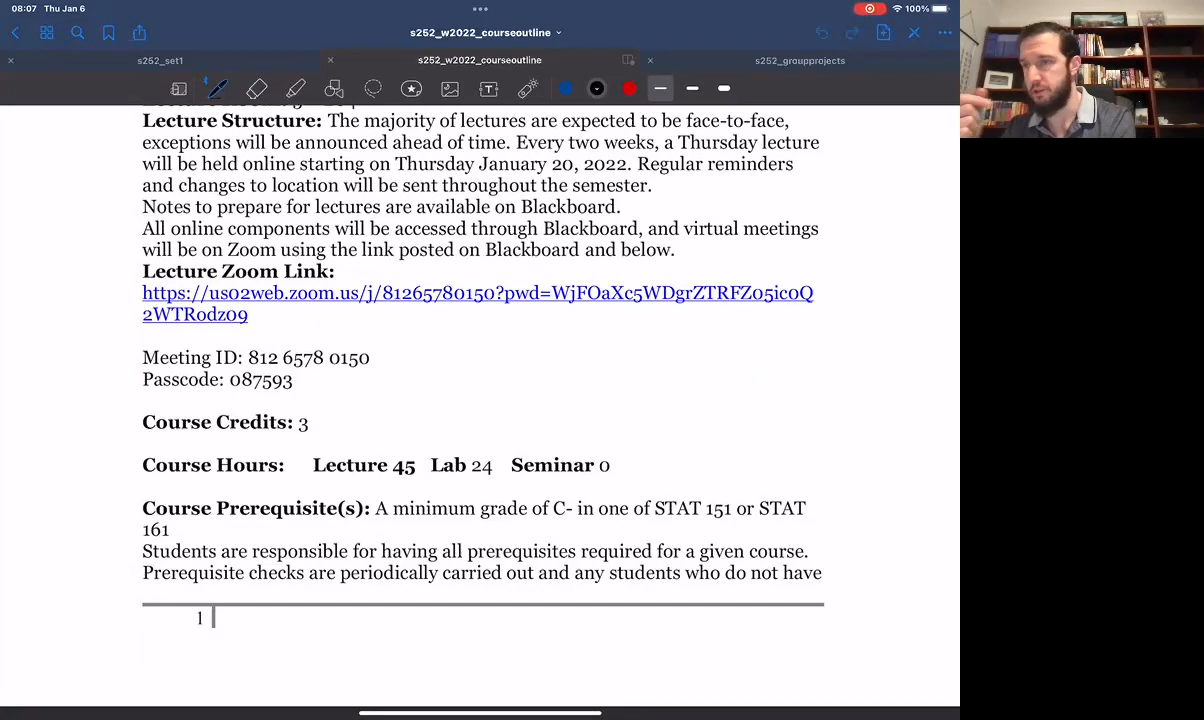 08:07 Thu Jan 6
100%
s252_w2022_courseoutline
s262_set1
s252_w2022_courseoutline
s252_groupprojects
Lecture Structure: The majority of lectures are expected to be face-to-face,
exceptions will be announced ahead of time. Every two weeks, a Thursday lecture
will be held online starting on Thursday January 20, 2022. Regular reminders
and changes to location will be sent throughout the semester.
Notes to prepare for lectures are available on Blackboard.
All online components will be accessed through Blackboard, and virtual meetings
will be on Zoom using the link posted on Blackboard and below.
Lecture Zoom Link:
https://us02web.zoom.us/j/81265780150?pwd=WjFOaXc5WDgrZTRFZ05ic0Q
2WTRodz09
Meeting ID: 812 6578 0150
Passcode: 087593
Course Credits: 3
Course Hours: Lecture 45 Lab 24 Seminar 0
Course Prerequisite(s): A minimum grade of C- in one of STAT 151 or STAT
161
Students are responsible for having all prerequisites required for a given course.
Prerequisite checks are periodically carried out and any students who do not have
1